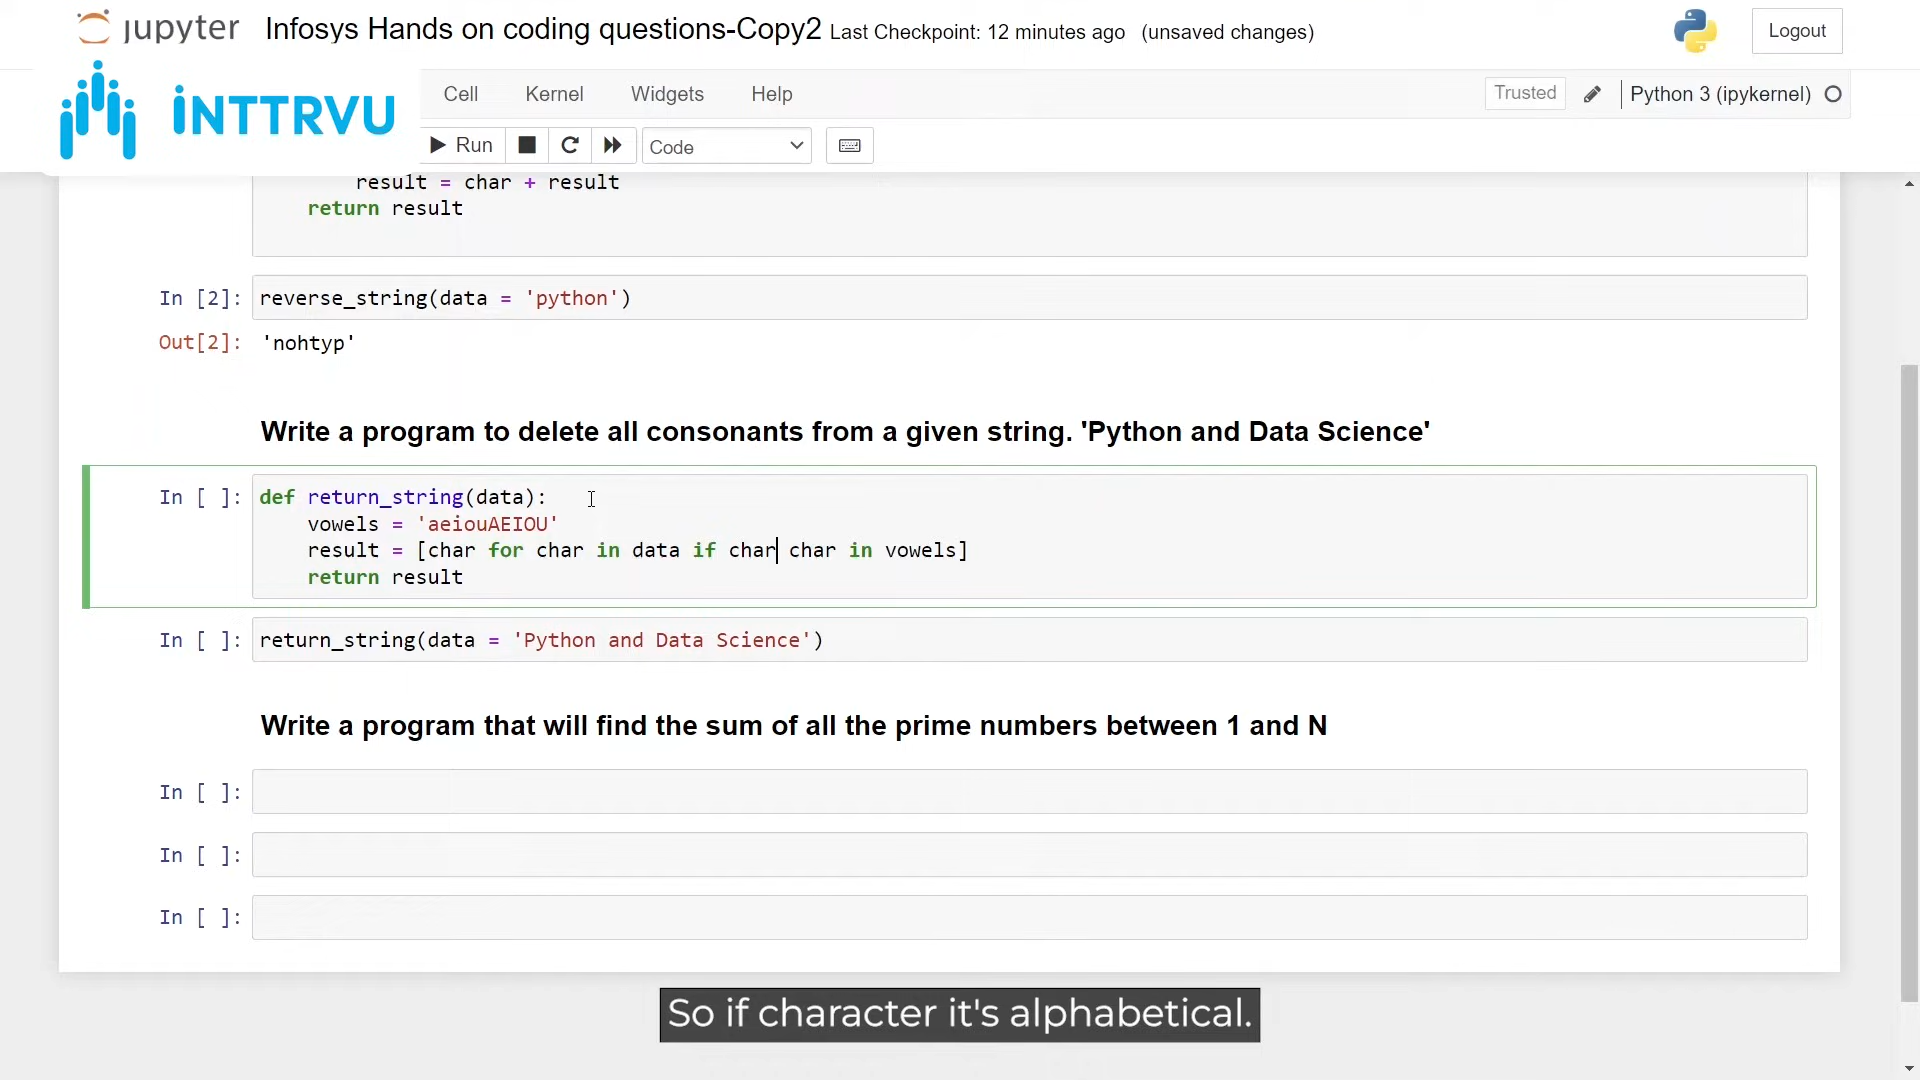 jupyter Infosys Hands on coding questions-Copy2 Last Checkpoint: 12 minutes ago (unsaved changes) Logout
iNTTRVU
Cell Kernel Widgets Help Trusted Python 3 (ipykernel)
Run Code
result = char + result
return result
In [2]: reverse_string(data = 'python')
Out[2]: 'nohtyp'
Write a program to delete all consonants from a given string. 'Python and Data Science'
In [ ]: def return_string(data):
vowels = 'aeiouAEIOU'
result = [char for char in data if char char in vowels]
return result
In [ ]: return_string(data = 'Python and Data Science')
Write a program that will find the sum of all the prime numbers between 1 and N
In [ ]:
In [ ]:
In [ ]:
So if character it's alphabetical.